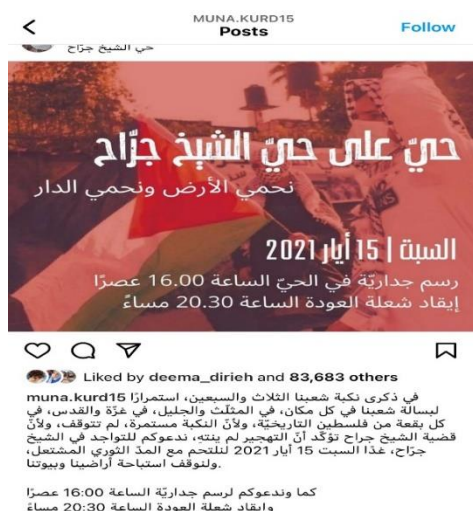 MUNA.KURD15
Posts
Follow
حي الشيخ جرّاح
حيّ على حيّ الشيخ جرّاح
نحمي الأرض ونحمي الدار
السبت | 15 أيار 2021
رسم جداريّة في الحيّ الساعة 16.00 عصرًا
إيقاد شعلة العودة الساعة 20.30 مساءً
Liked by deema_dirieh and 83,683 others
muna.kurd15 في ذكرى نكبة شعبنا الثلاث والسبعين، استمرارًا
لبسالة شعبنا في كل مكان، في المثلّث والجليل، في غزّة والقدس، في
كل بقعة من فلسطين التاريخيّة، ولأنّ النكبة مستمرة، لم تتوقف، ولأنّ
قضية الشيخ جراح تؤكّد أنّ التهجير لم ينتهِ، ندعوكم للتواجد في الشيخ
جرّاح، غدًا السبت 15 أيار 2021 لنلتحم مع المدّ الثوري المشتعل،
ولنوقف استباحة أراضينا وبيوتنا.
كما وندعوكم لرسم جداريّة الساعة 16:00 عصرًا
وإيقاد شعلة العودة الساعة 20:30 مساءً